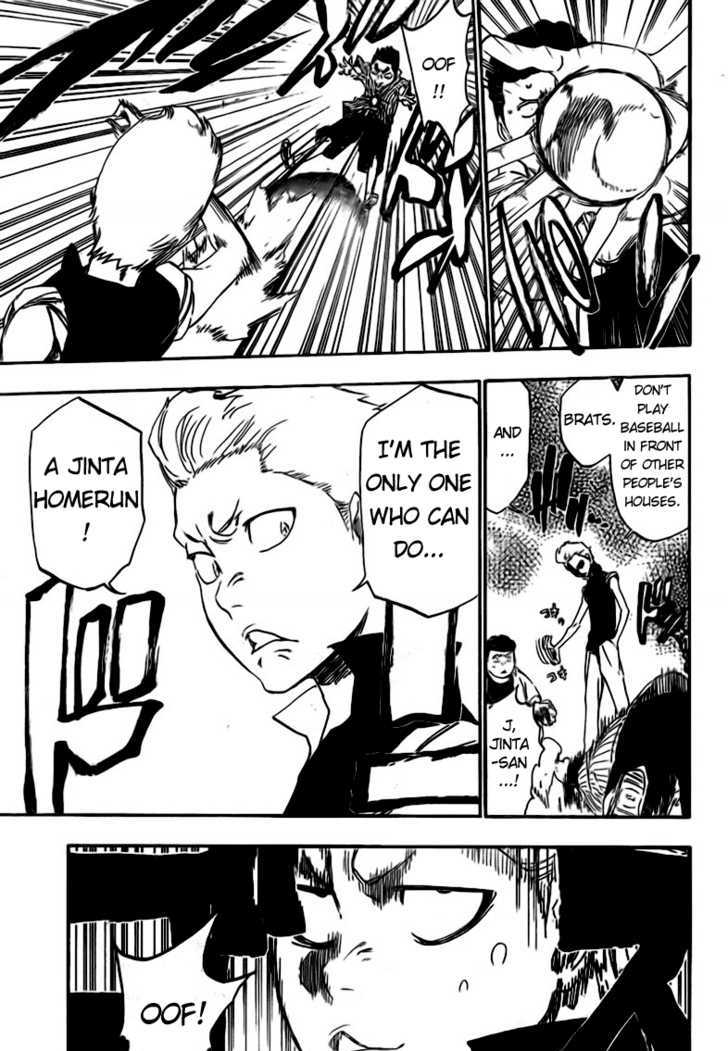 OOF
!!
DON'T
PLAY
BASEBALL
IN FRONT
OF OTHER
PEOPLE'S
HOUSES.
BRATS.
AND
...
J,
JINTA
-SAN
...!
I'M THE
ONLY ONE
WHO CAN
DO...
A JINTA
HOMERUN
!
OOF!